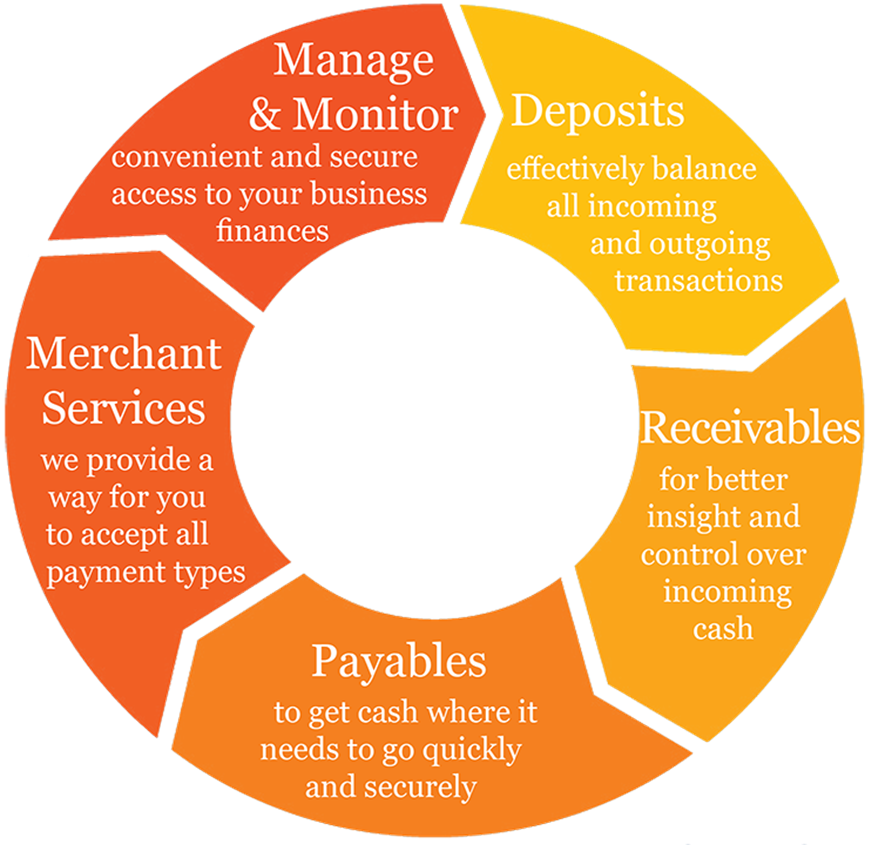 Manage
& Monitor
convenient and secure
access to your business
finances
Deposits
effectively balance
all incoming
and outgoing
transactions
Receivables
for better
insight and
control over
incoming
cash
Payables
to get cash where it
needs to go quickly
and securely
Merchant
Services
we provide a
way for you
to accept all
payment types